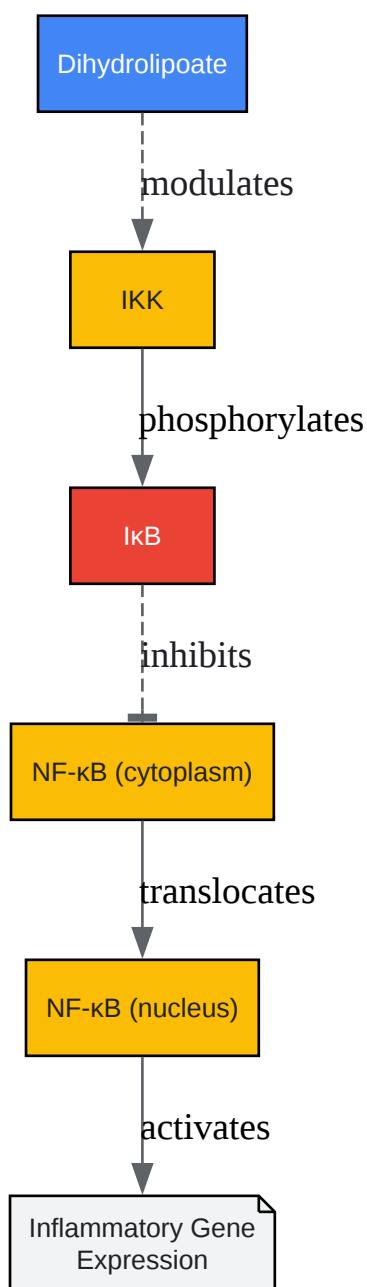 Dihydrolipoate
modulates
IKK
phosphorylates
IκB
inhibits
NF-κB (cytoplasm)
translocates
NF-κB (nucleus)
activates
Inflammatory Gene
Expression